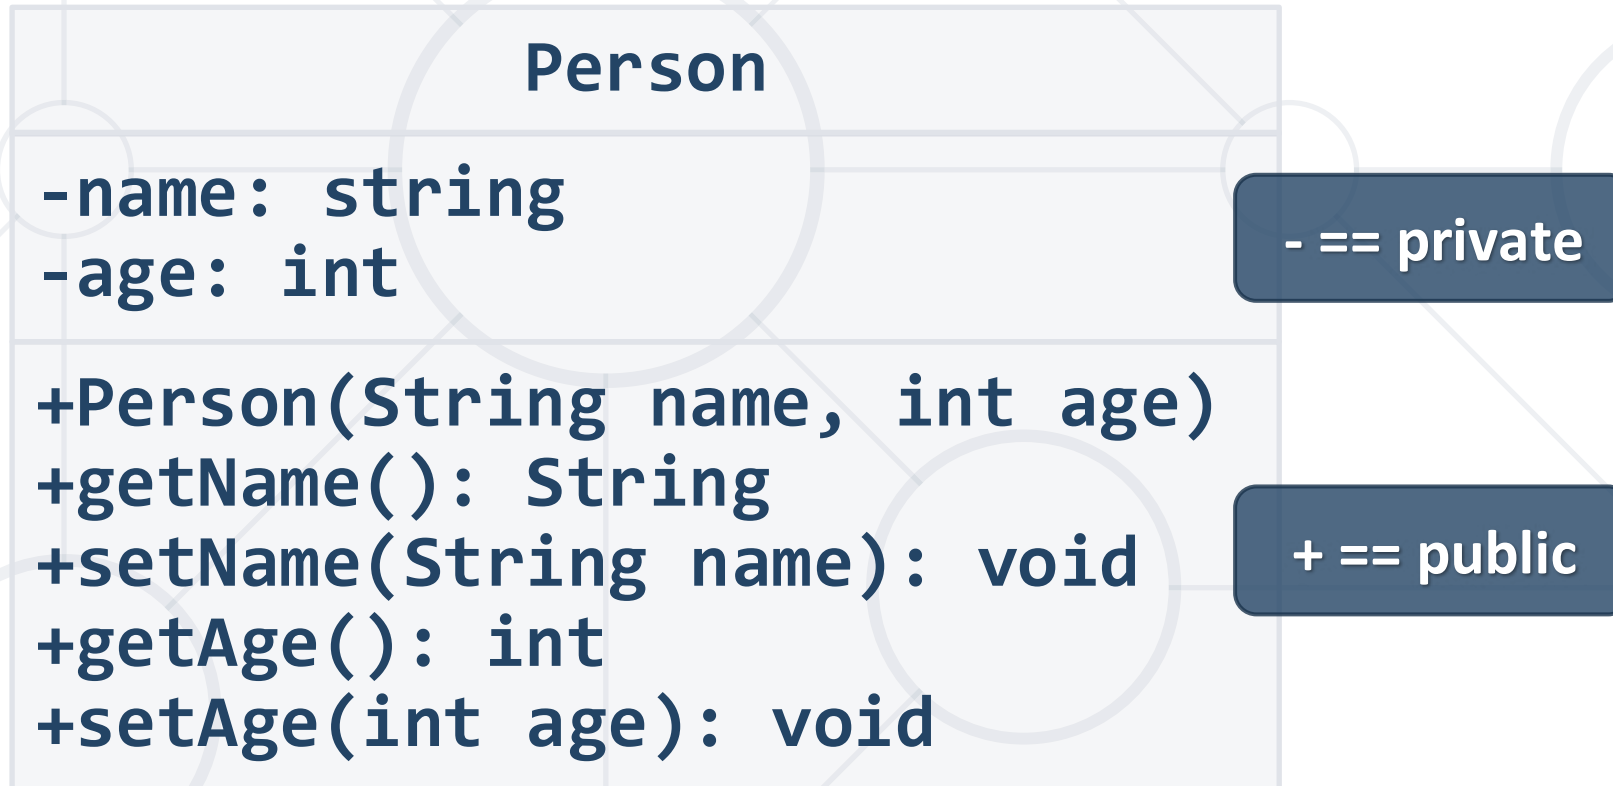 Person
-name: string
-age: int
- == private
+Person(String name, int age)
+getName(): String
+setName(String name): void
+getAge(): int
+setAge(int age): void
+ == public